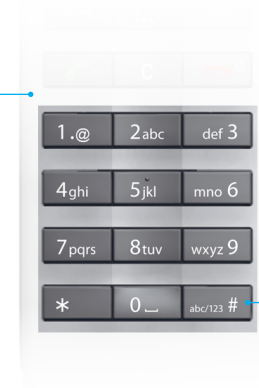 C
1.@ 2abc def 3
4ghi 5jkl mno 6
7pqrs 8tuv wxyz 9
* 0⎵ abc/123 #